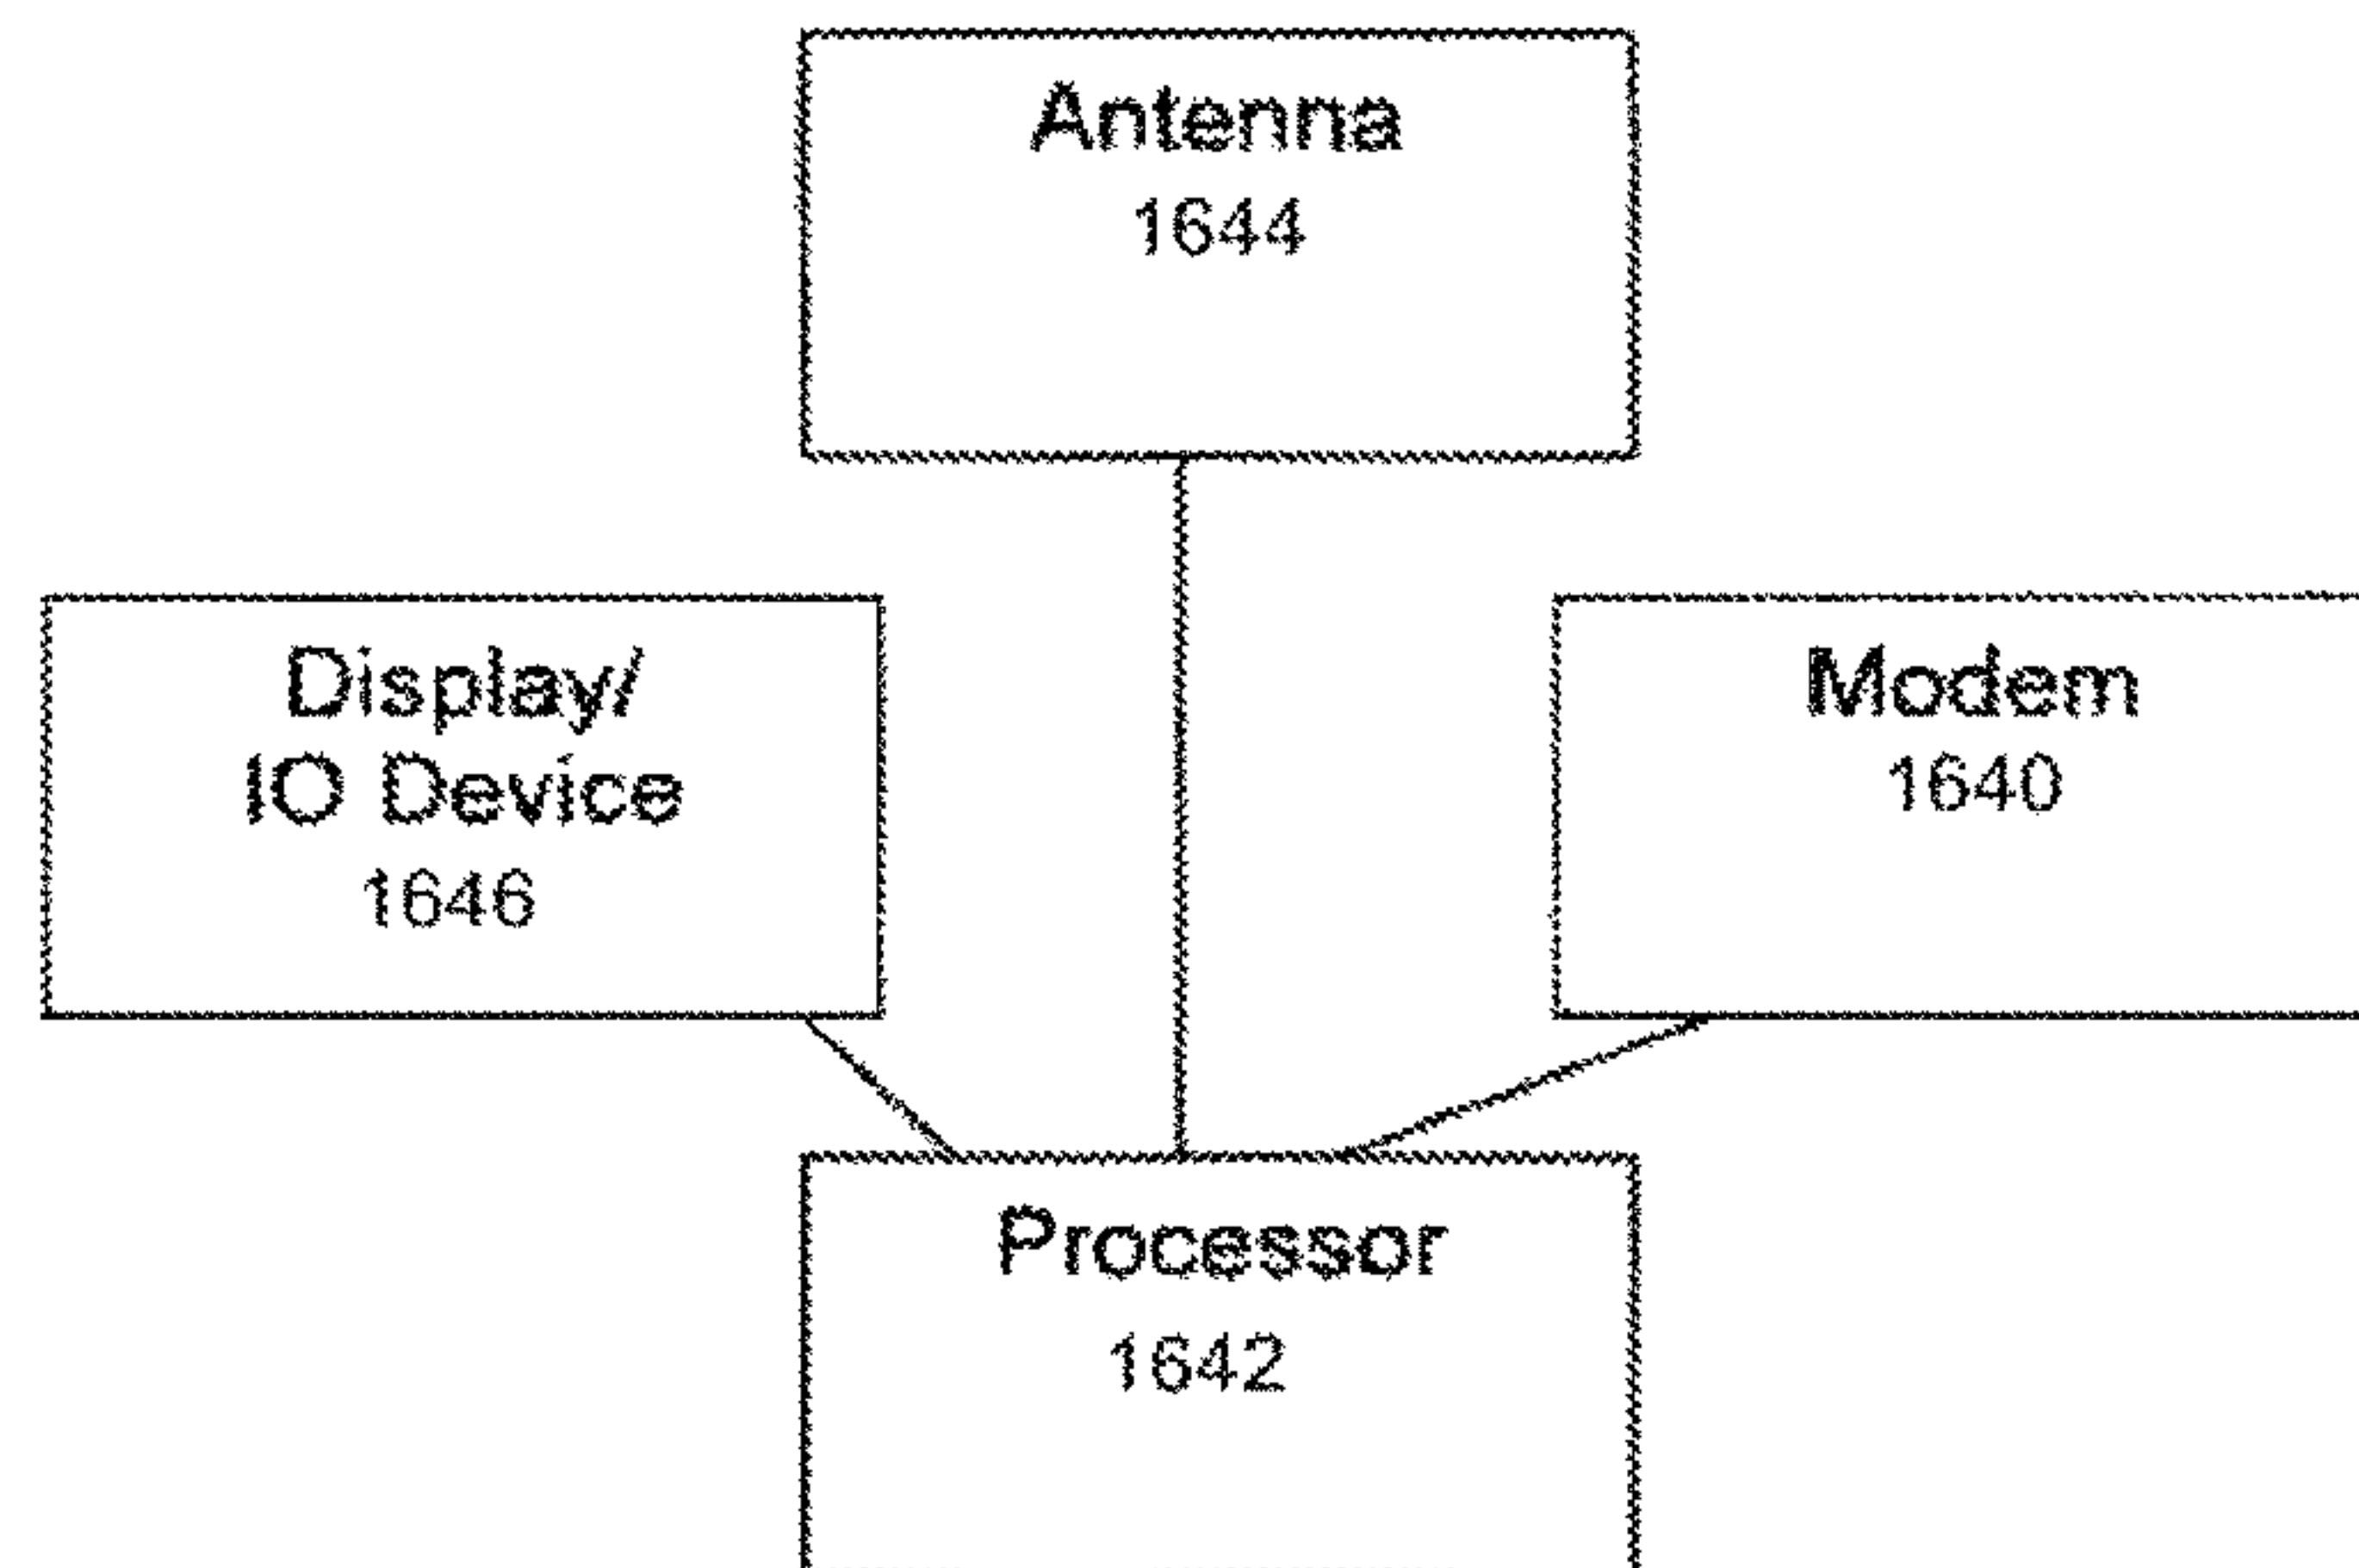 Antenna
1644
Display/
IO Device
1646
Modem
1640
Processor
1642